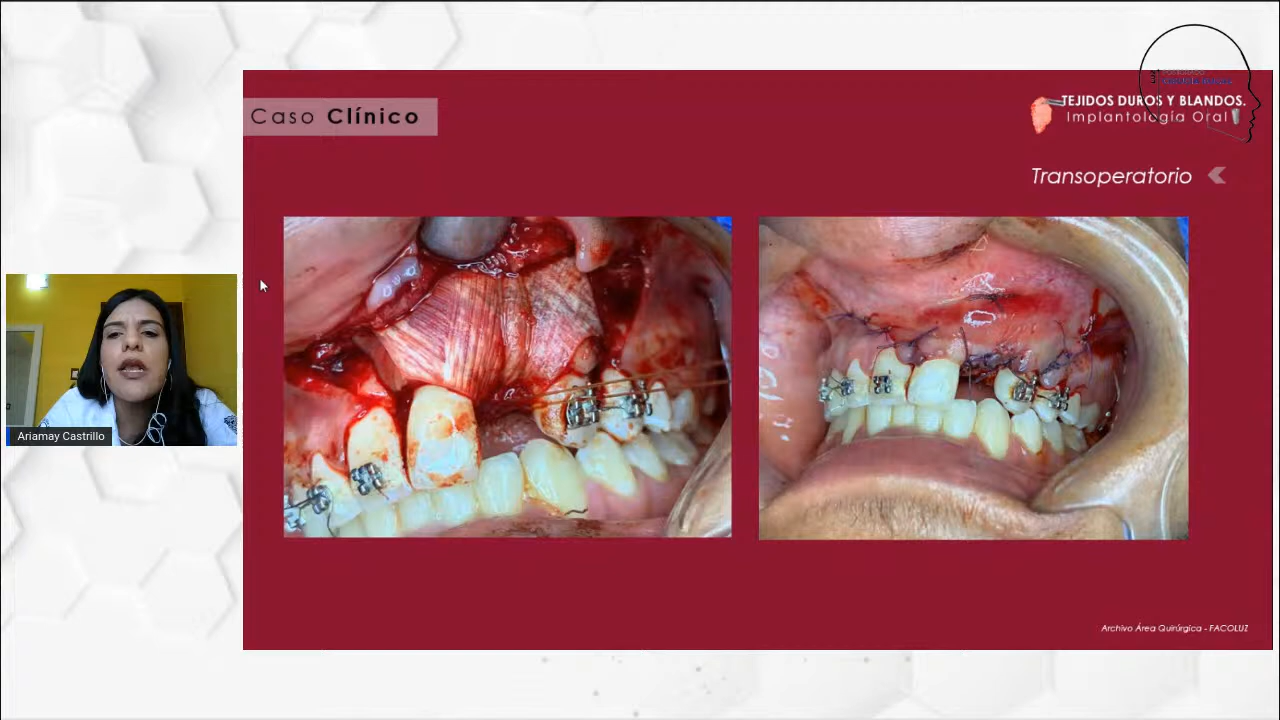 Caso Clínico
TEJIDOS DUROS Y BLANDOS.
Implantología Oral
Transoperatorio
Ariamay Castrillo
Archivo Área Quirúrgica - FACOLUZ